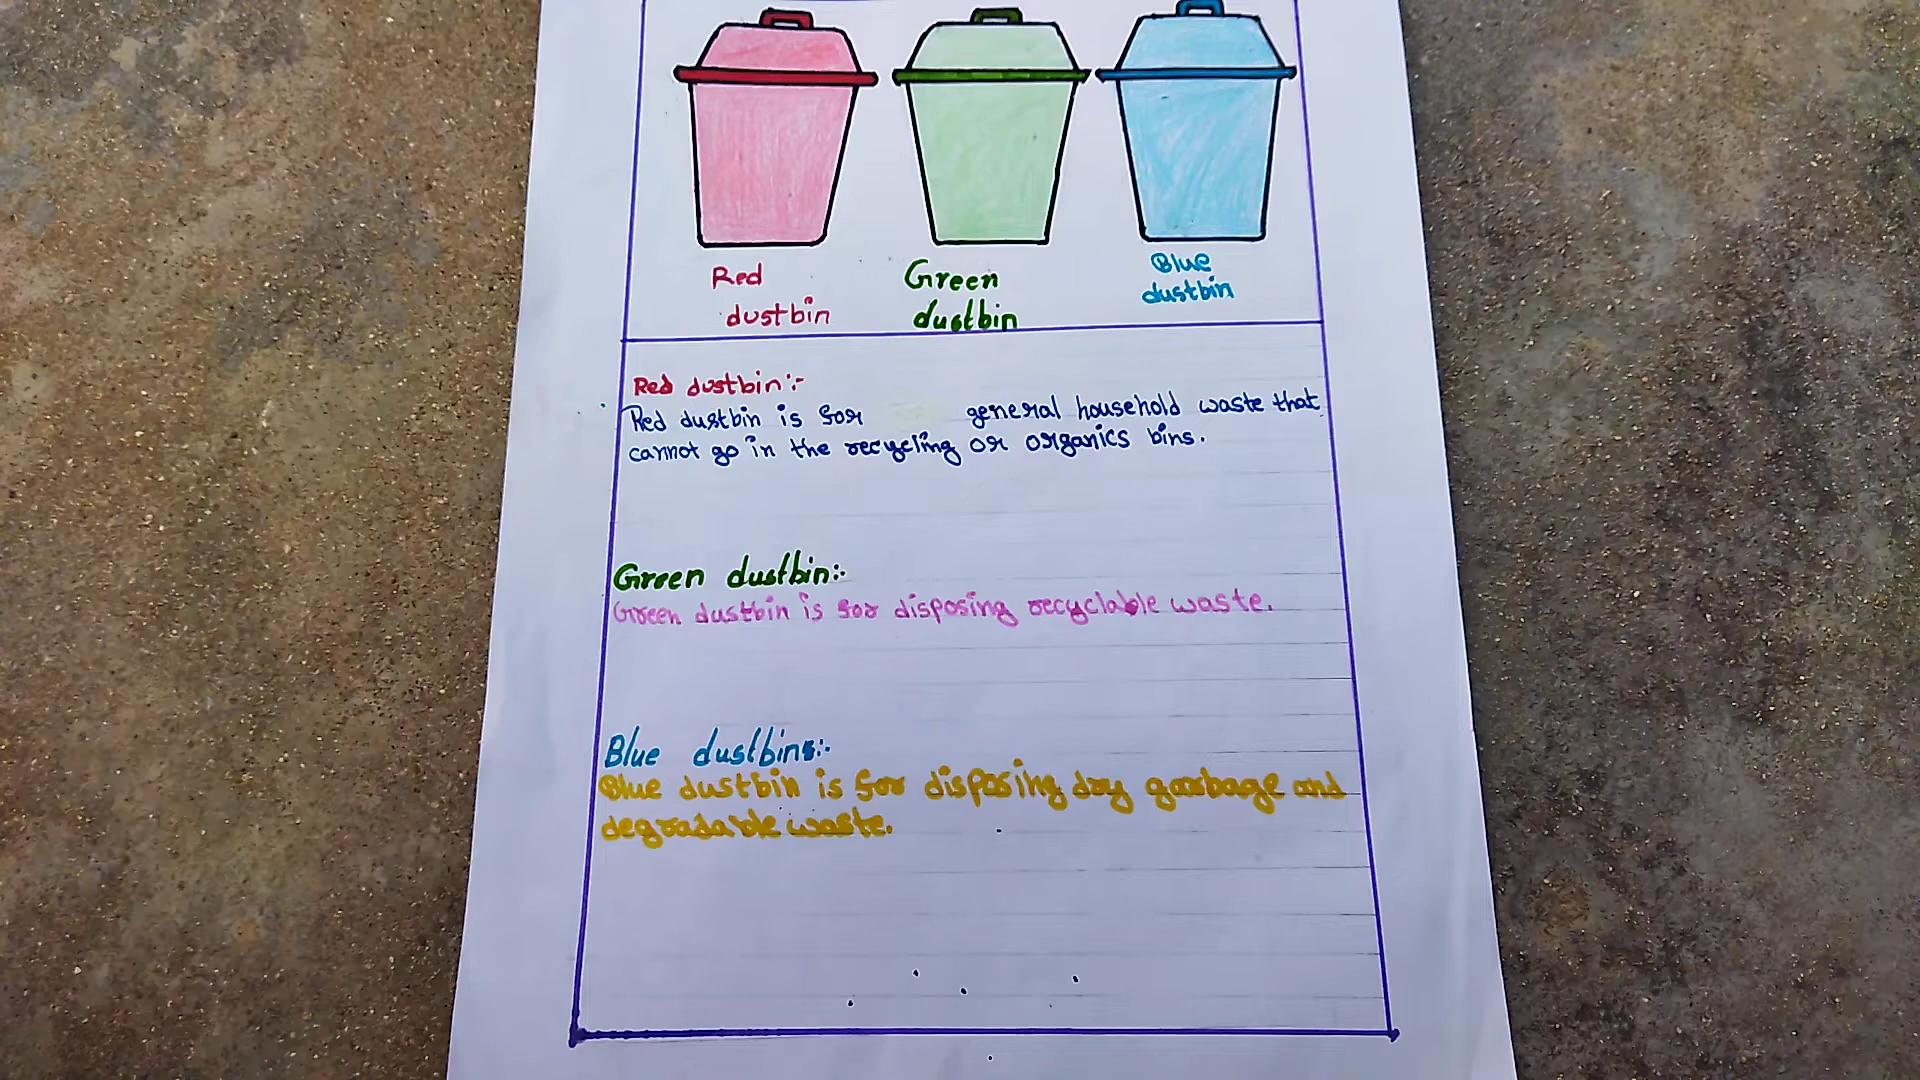 Red
dustbin
Green
dustbin
Blue
dustbin
Red dustbin:-
Red dustbin is for general household waste that
cannot go in the recycling or organics bins.
Green dustbin:-
Green dustbin is for disposing recyclable waste.
Blue dustbins:-
Blue dustbin is for disposing dry garbage and
degradable waste.